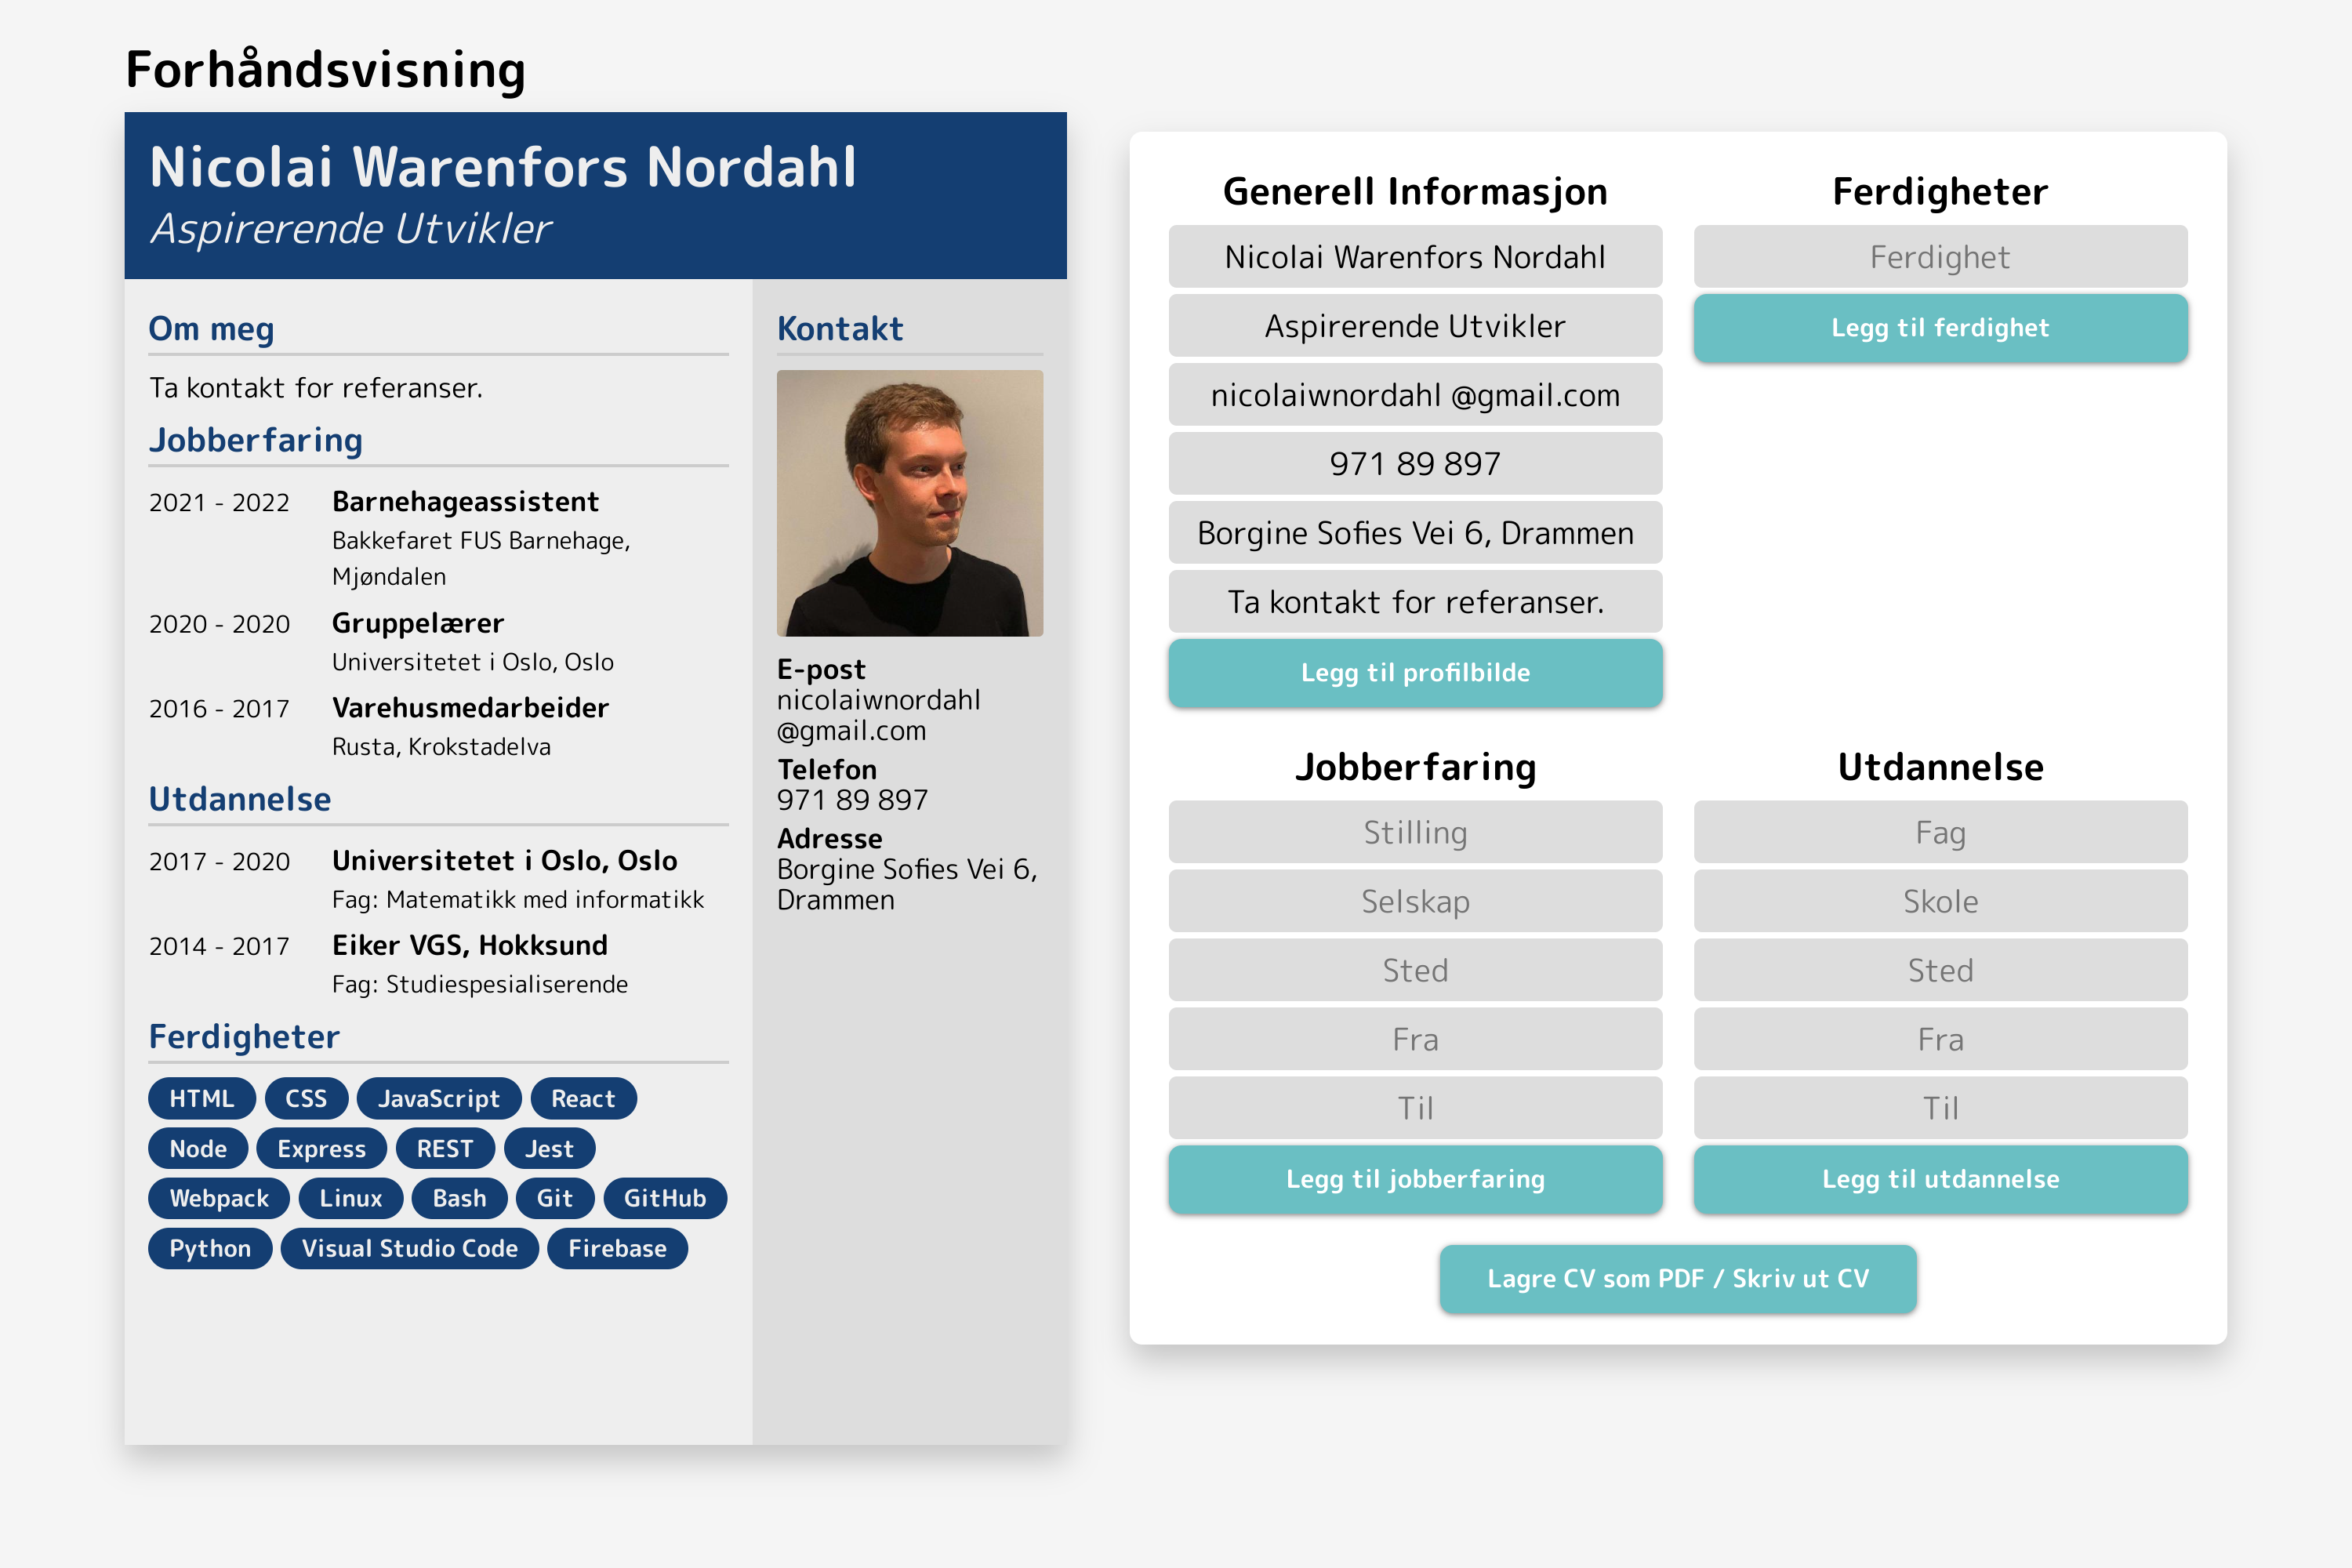 Forhåndsvisning
Nicolai Warenfors Nordahl
Aspirerende Utvikler
Om meg
Ta kontakt for referanser.
Jobberfaring
2021 - 2022 Barnehageassistent
Bakkefaret FUS Barnehage,
Mjøndalen
2020 - 2020 Gruppelærer
Universitetet i Oslo, Oslo
2016 - 2017 Varehusmedarbeider
Rusta, Krokstadelva
Utdannelse
2017 - 2020 Universitetet i Oslo, Oslo
Fag: Matematikk med informatikk
2014 - 2017 Eiker VGS, Hokksund
Fag: Studiespesialiserende
Ferdigheter
HTML CSS JavaScript React
Node Express REST Jest
Webpack Linux Bash Git GitHub
Python Visual Studio Code Firebase
Kontakt
E-post
nicolaiwnordahl
@gmail.com
Telefon
971 89 897
Adresse
Borgine Sofies Vei 6,
Drammen
Generell Informasjon
Nicolai Warenfors Nordahl
Aspirerende Utvikler
nicolaiwnordahl @gmail.com
971 89 897
Borgine Sofies Vei 6, Drammen
Ta kontakt for referanser.
Legg til profilbilde
Ferdigheter
Ferdighet
Legg til ferdighet
Jobberfaring
Stilling
Selskap
Sted
Fra
Til
Legg til jobberfaring
Utdannelse
Fag
Skole
Sted
Fra
Til
Legg til utdannelse
Lagre CV som PDF / Skriv ut CV